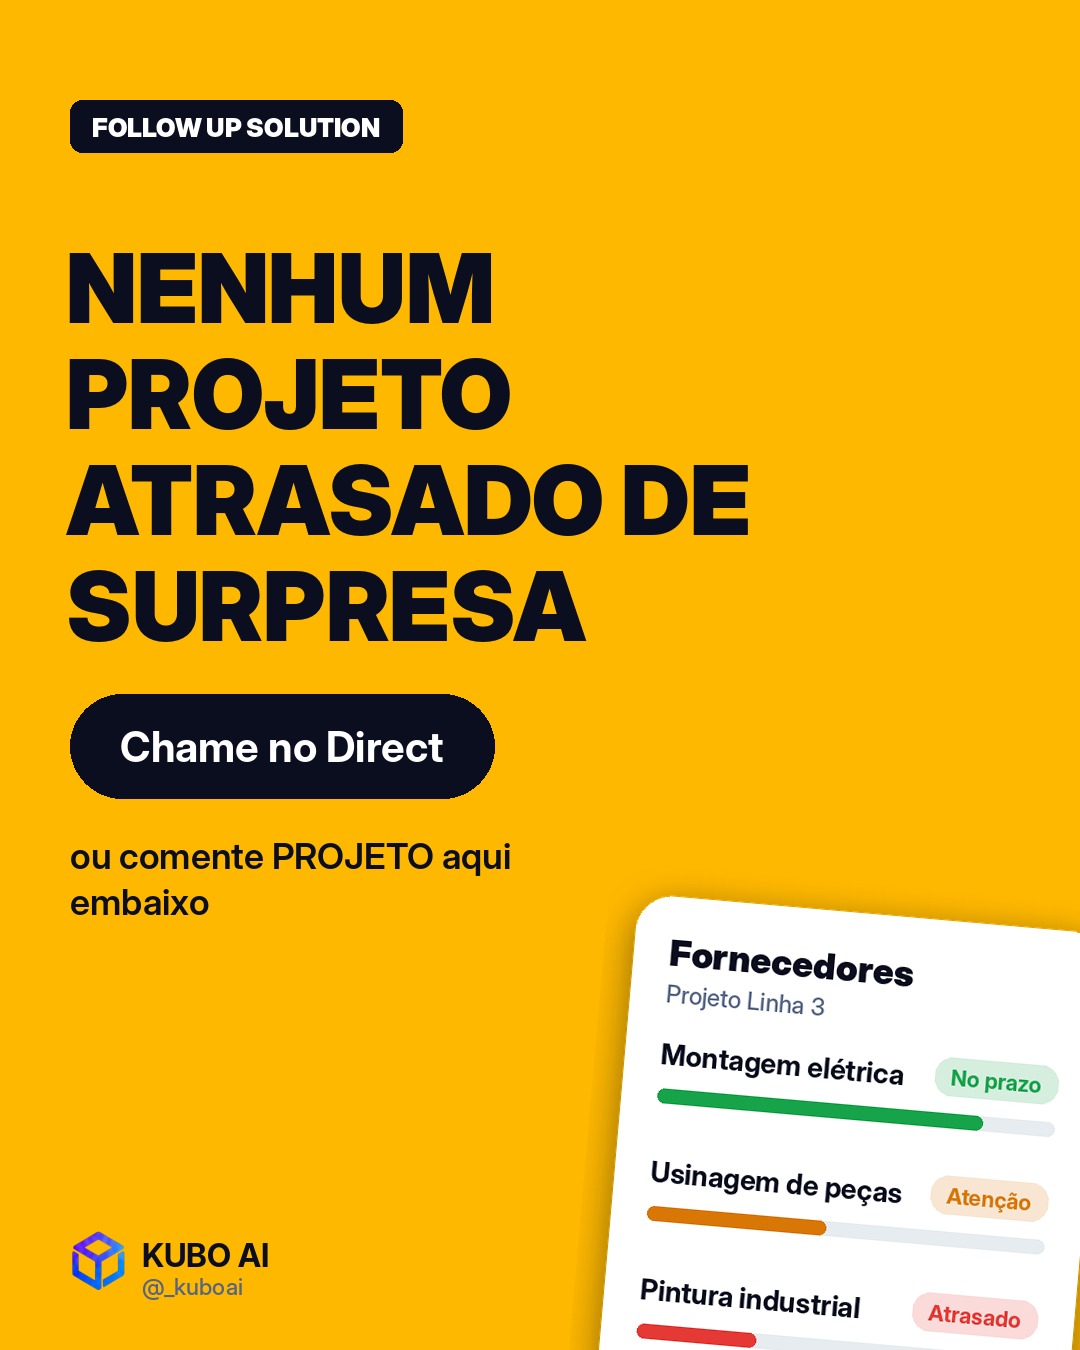 FOLLOW UP SOLUTION
NENHUM
PROJETO
ATRASADO DE
SURPRESA
Chame no Direct
ou comente PROJETO aqui
embaixo
Fornecedores
Projeto Linha 3
Montagem elétrica No prazo
Usinagem de peças Atenção
Pintura industrial Atrasado
KUBO AI
@_kuboai